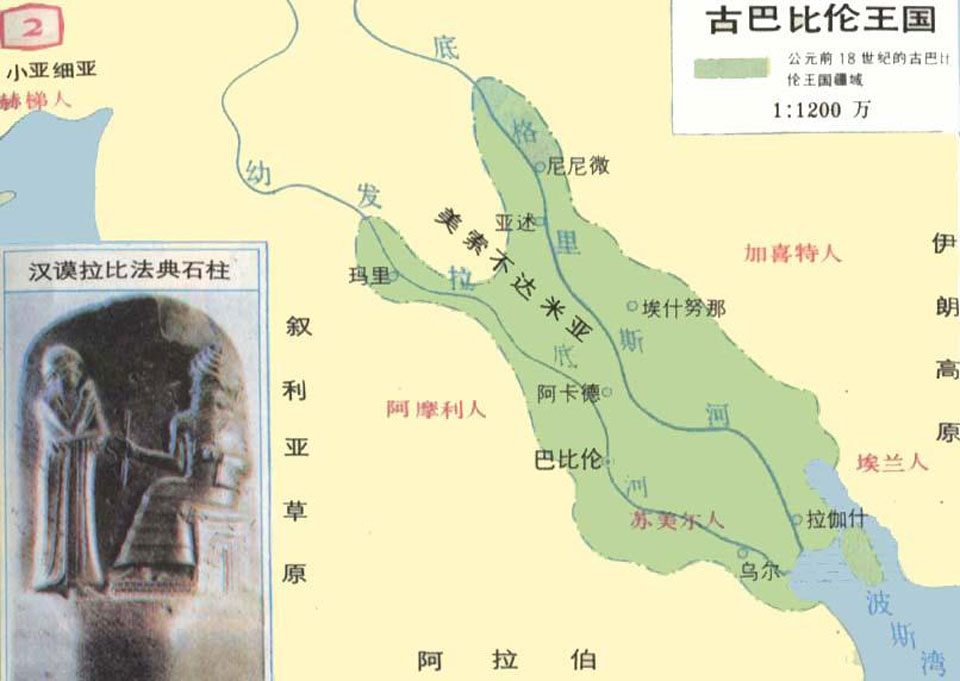 2
古巴比伦王国
公元前18世纪的古巴比
伦王国疆域
1:1200 万
小亚细亚
赫梯人
底格里斯河
幼发拉底河
尼尼微
亚述
美索不达米亚
玛里
加喜特人
伊朗高原
埃什努那
汉谟拉比法典石柱
叙利亚草原
阿卡德
阿摩利人
巴比伦
埃兰人
苏美尔人
拉伽什
乌尔
波斯湾
阿拉伯